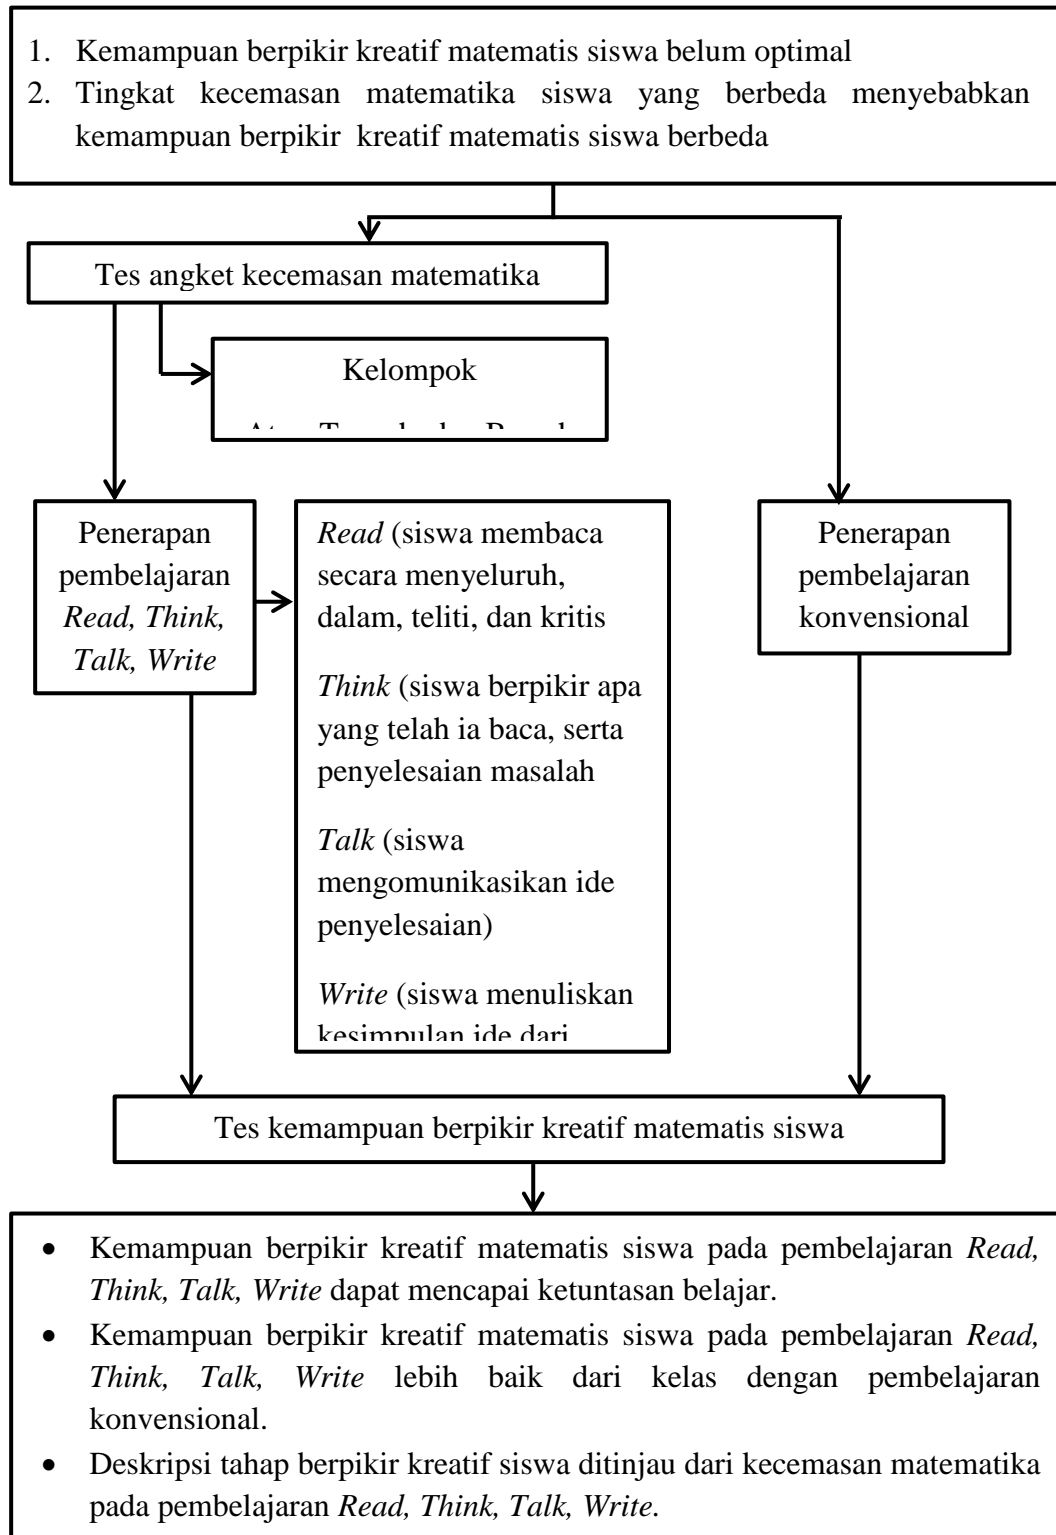 1. Kemampuan berpikir kreatif matematis siswa belum optimal
2. Tingkat kecemasan matematika siswa yang berbeda menyebabkan
kemampuan berpikir kreatif matematis siswa berbeda
Tes angket kecemasan matematika
Kelompok
Penerapan
pembelajaran
Read, Think,
Talk, Write
Read (siswa membaca
secara menyeluruh,
dalam, teliti, dan kritis
Think (siswa berpikir apa
yang telah ia baca, serta
penyelesaian masalah
Talk (siswa
mengomunikasikan ide
penyelesaian)
Write (siswa menuliskan
kesimpulan ide dari
Penerapan
pembelajaran
konvensional
Tes kemampuan berpikir kreatif matematis siswa
• Kemampuan berpikir kreatif matematis siswa pada pembelajaran Read,
Think, Talk, Write dapat mencapai ketuntasan belajar.
• Kemampuan berpikir kreatif matematis siswa pada pembelajaran Read,
Think, Talk, Write lebih baik dari kelas dengan pembelajaran
konvensional.
• Deskripsi tahap berpikir kreatif siswa ditinjau dari kecemasan matematika
pada pembelajaran Read, Think, Talk, Write.